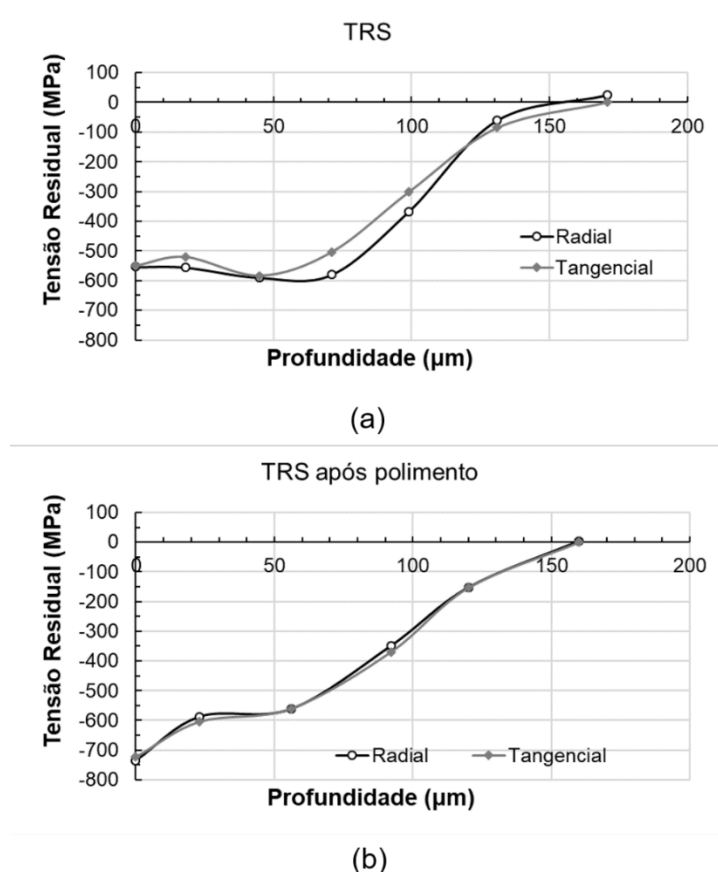 TRS
Tensão Residual (MPa)
100
0
-100
-200
-300
-400
-500
-600
-700
-800
0
50
100
150
200
Radial
Tangencial
Profundidade (µm)
(a)
TRS após polimento
Tensão Residual (MPa)
100
0
-100
-200
-300
-400
-500
-600
-700
-800
0
50
100
150
200
Radial
Tangencial
Profundidade (µm)
(b)